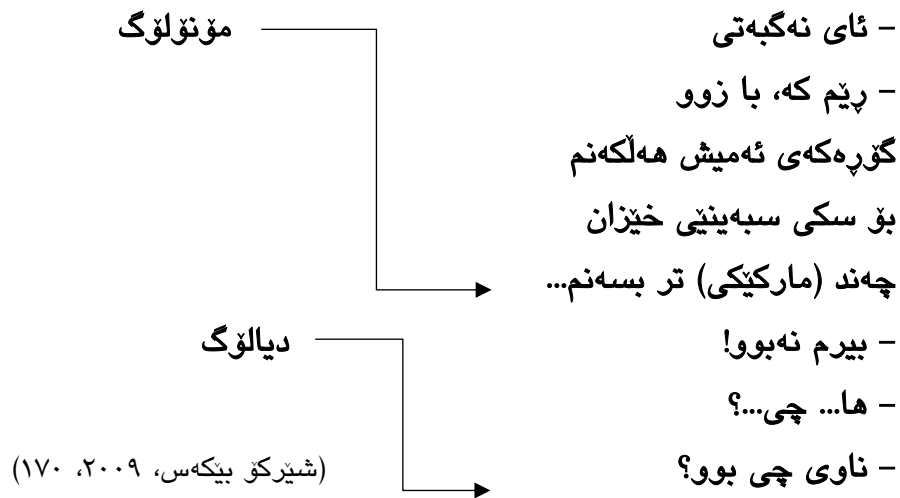 – ئای نەگبەتی
مۆنۆلۆگ
– ڕێم کە، با زوو
گۆڕەکەی ئەمیش هەڵکەنم
بۆ سکی سبەینێی خێزان
چەند (مارکێکی) تر بسەنم...
– بیرم نەبوو!
دیالۆگ
– ها... چی...؟
– ناوی چی بوو؟
(شێرکۆ بێکەس، ٢٠٠٩، ١٧٠)